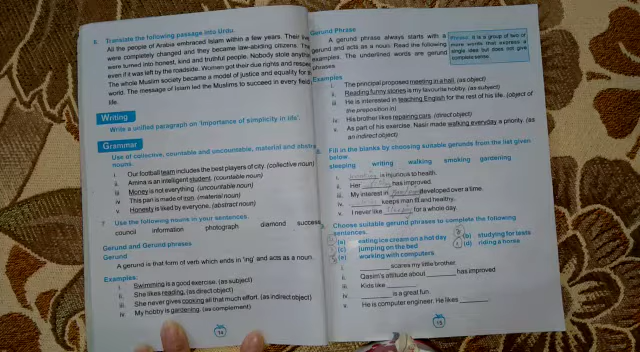 6. Translate the following passage into Urdu.
All the people of Araba embraced Islam within a few years. Their live
were completely changed and they became law-abiding citizens. They
were turned into honest, kind and truthful people. Nobody stole anything
even if it was left by the roadside. Women got their due rights and respect
The whole Muslim society became a modal of justice and equality for
world. The message of Islam led the Muslims to succeed in every field
life.
Writing
Write a unified paragraph on 'Importance of simplicity in life'.
Grammar
Use of collective, countable and uncountable, material and abstra
nouns.
i. Our football team includes the best players of city. (collective noun)
ii. Amina is an intelligent student. (countable noun)
iii. Money is not everything. (uncountable noun)
iv. This pan is made of iron. (material noun)
v. Honesty is liked by everyone. (abstract noun)
7. Use the following nouns in your sentences.
council information photograph diamond success
Gerund and Gerund phrases
Gerund
A gerund is that form of verb which ends in 'ing' and acts as a noun.
Examples:
i. Swimming is a good exercise. (as subject)
ii. She likes reading. (as direct object)
iii. She never gives cooking all that much effort. (as indirect object)
iv. My hobby is gardening. (as complement)
14
Gerund Phrase
A gerund phrase always starts with a
gerund and acts as a noun. Read the following
examples. The underlined words are gerund
phrases.
Phrase: It is a group of two or
more words that express a
single idea but does not give
complete sense.
Examples
i. The principal proposed meeting in a hall. (as object)
ii. Reading funny stories is my favourite hobby. (as subject)
iii. He is interested in teaching English for the rest of his life. (object of
the preposition in)
iv. His brother likes repairing cars. (direct object)
v. As part of his exercise, Nasir made walking everyday a priority. (as
an indirect object)
8. Fill in the blanks by choosing suitable gerunds from the list given
below.
sleeping writing walking smoking gardening
i. smoking is injurious to health.
ii. Her has improved.
iii. My interest in developed over a time.
iv. keeps man fit and healthy.
v. I never like sleeping for a whole day.
Choose suitable gerund phrases to complete the following
sentences.
(a) eating ice cream on a hot day (b) studying for tests
(c) jumping on the bed (d) riding a horse
(e) working with computers.
i. scares my little brother.
ii. Qasim's attitude about has improved
iii. Kids like
iv. is a great fun.
v. He is computer engineer. He likes
15